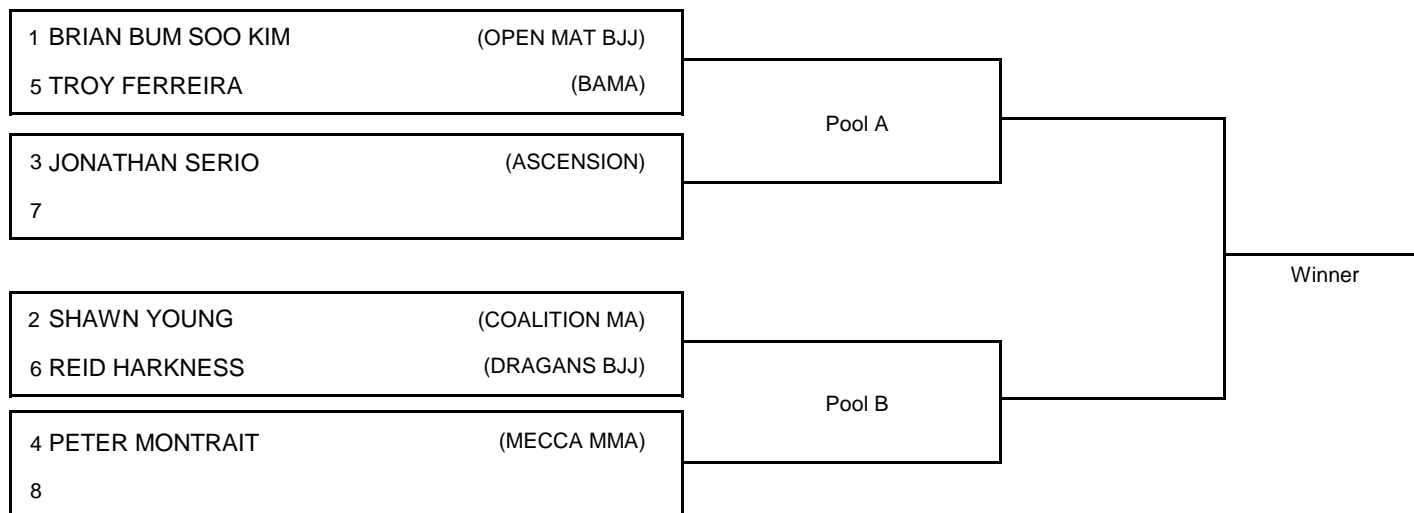 1 BRIAN BUM SOO KIM (OPEN MAT BJJ)
5 TROY FERREIRA (BAMA)
Pool A
3 JONATHAN SERIO (ASCENSION)
7
Winner
2 SHAWN YOUNG (COALITION MA)
6 REID HARKNESS (DRAGANS BJJ)
Pool B
4 PETER MONTRAIT (MECCA MMA)
8